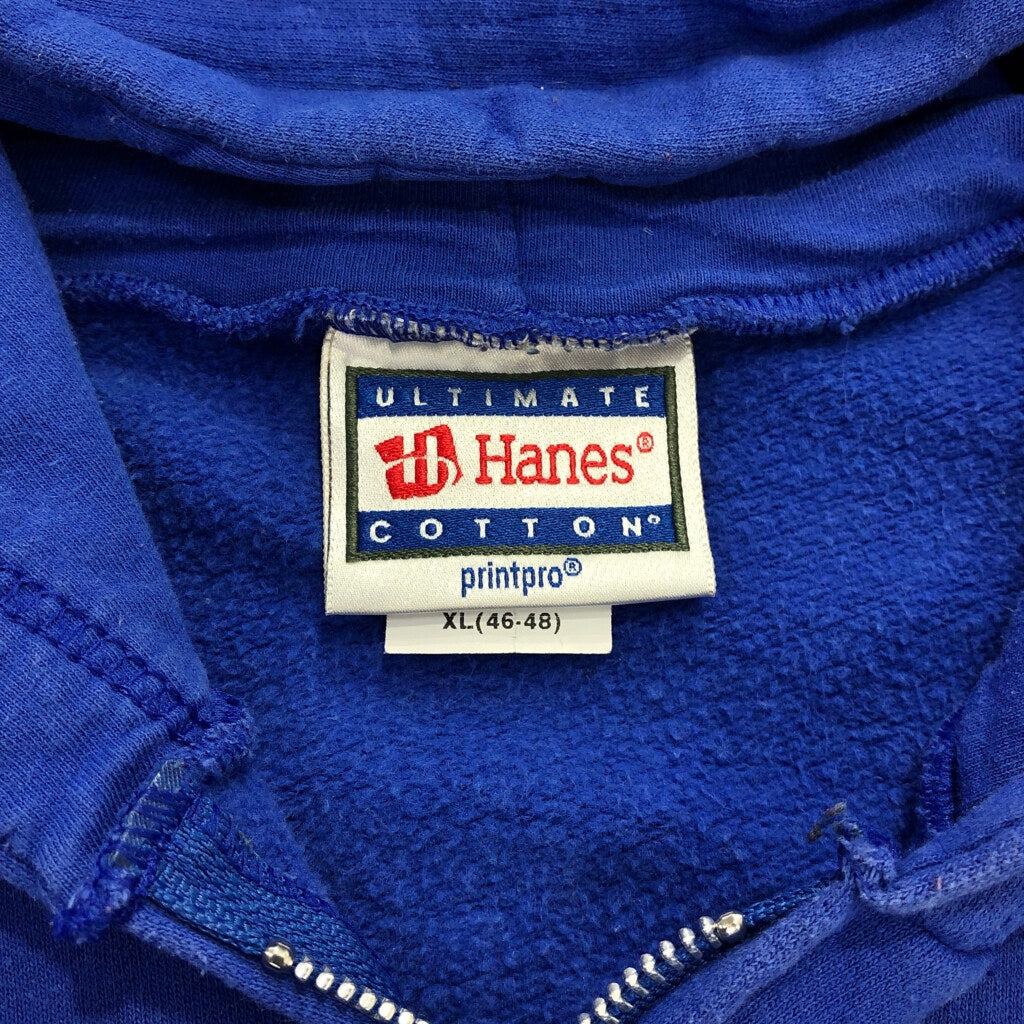 ULTIMATE
Hanes®
COTTON®
printpro®
XL(46-48)